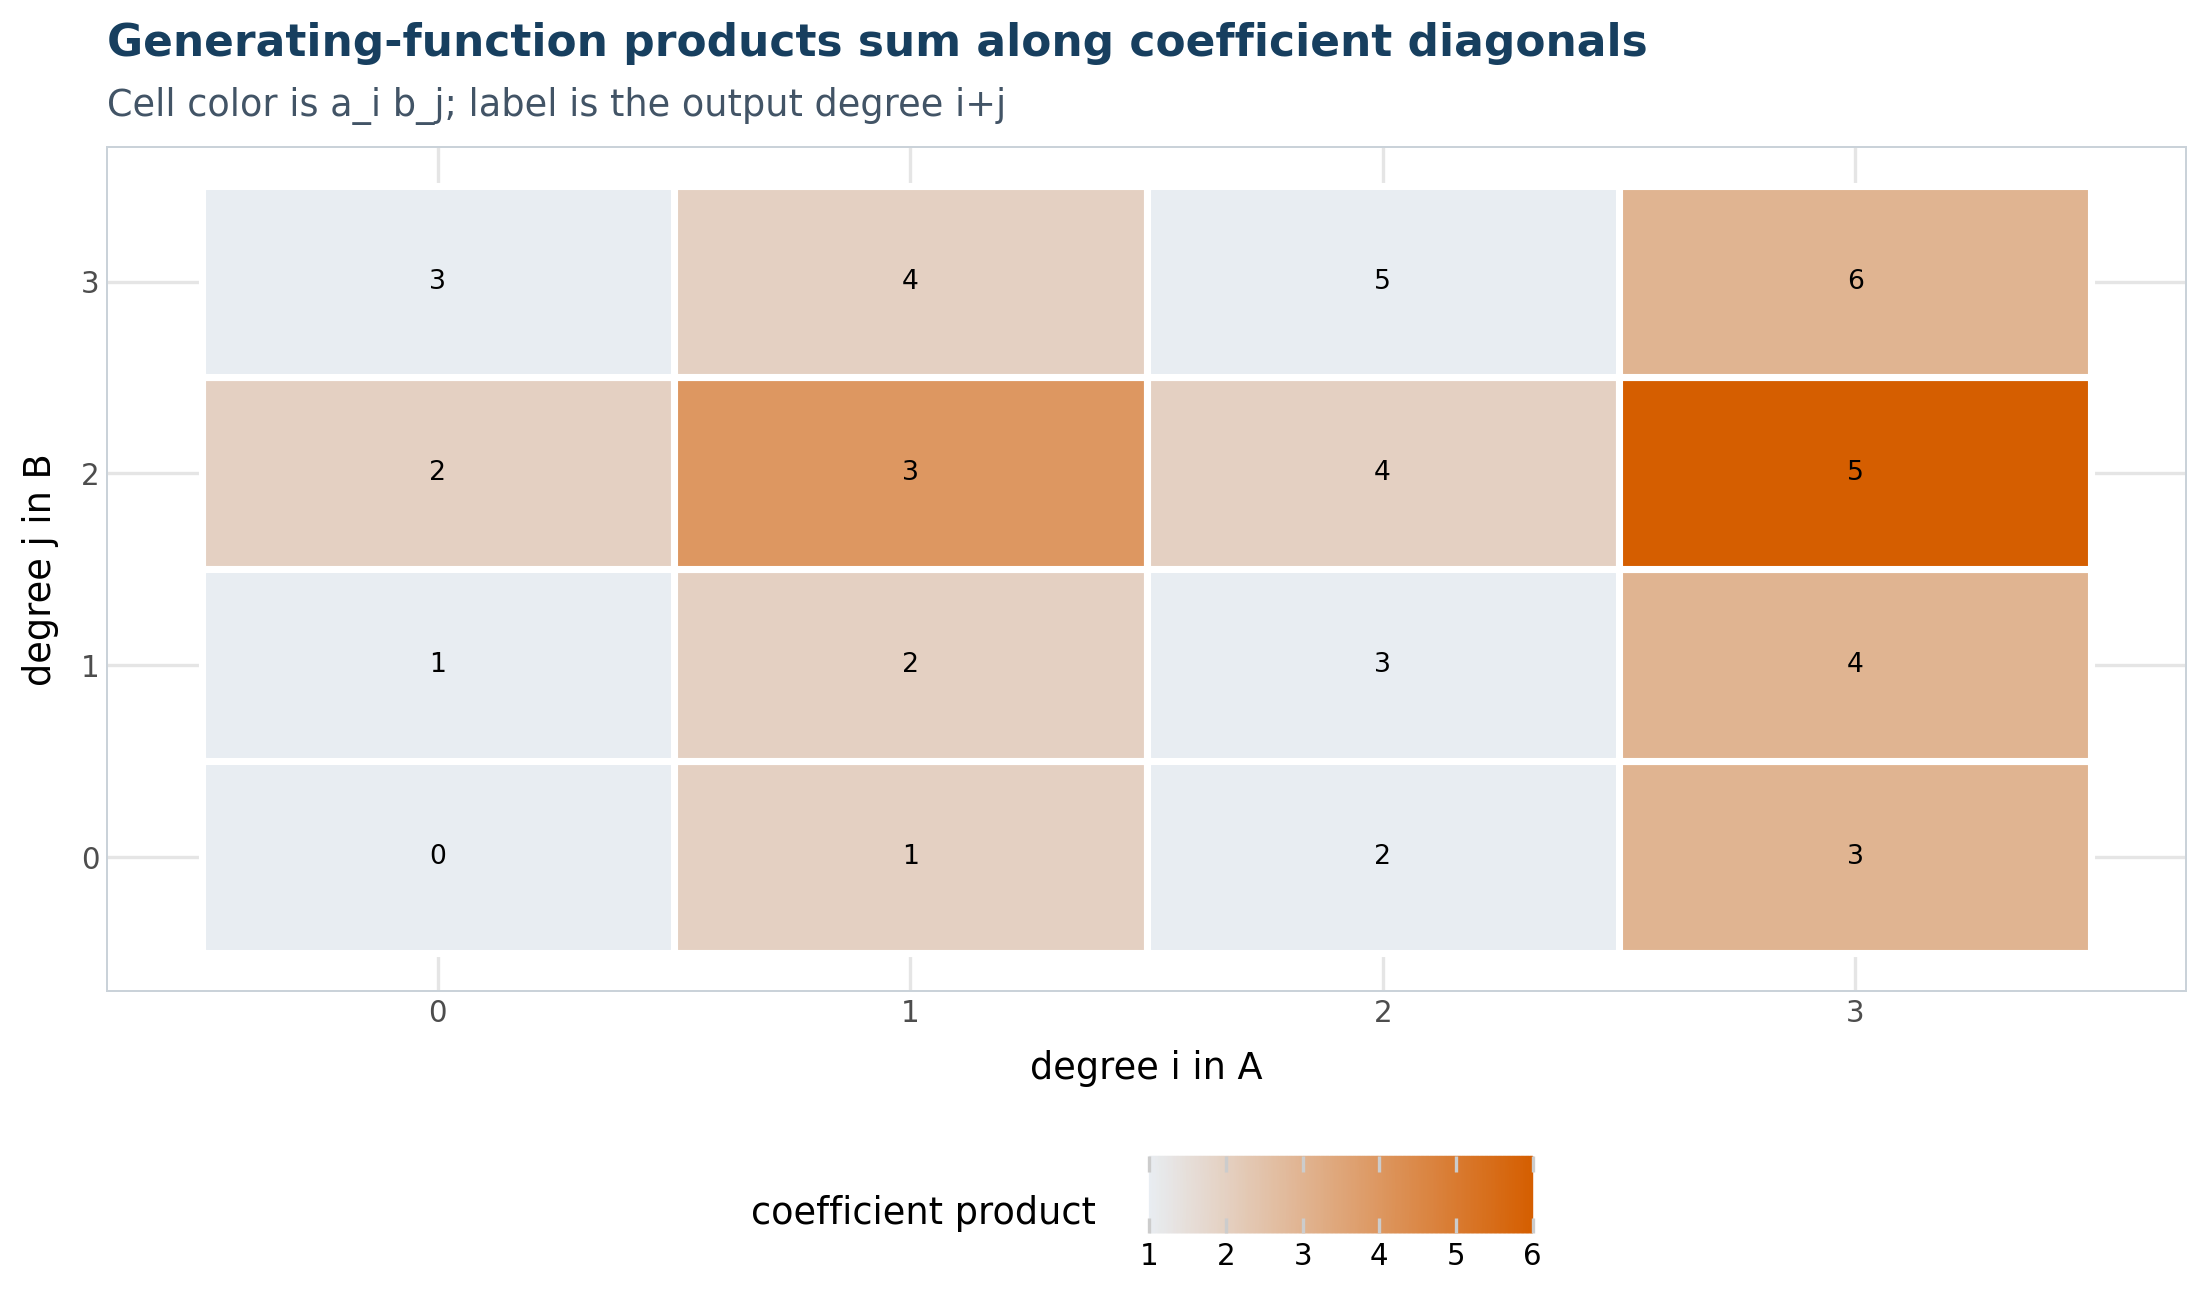 Generating-function products sum along coefficient diagonals
Cell color is a_i b_j; label is the output degree i+j
degree j in B
3
3 4 5 6
2
2 3 4 5
1
1 2 3 4
0
0 1 2 3
0 1 2 3
degree i in A
coefficient product
1 2 3 4 5 6